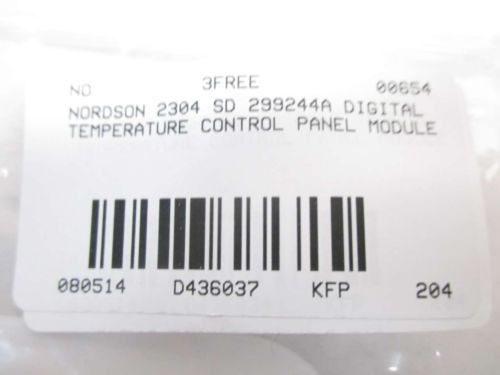 NO 3FREE 00654
NORDSON 2304 SD 299244A DIGITAL
TEMPERATURE CONTROL PANEL MODULE
080514 D436037 KFP 204